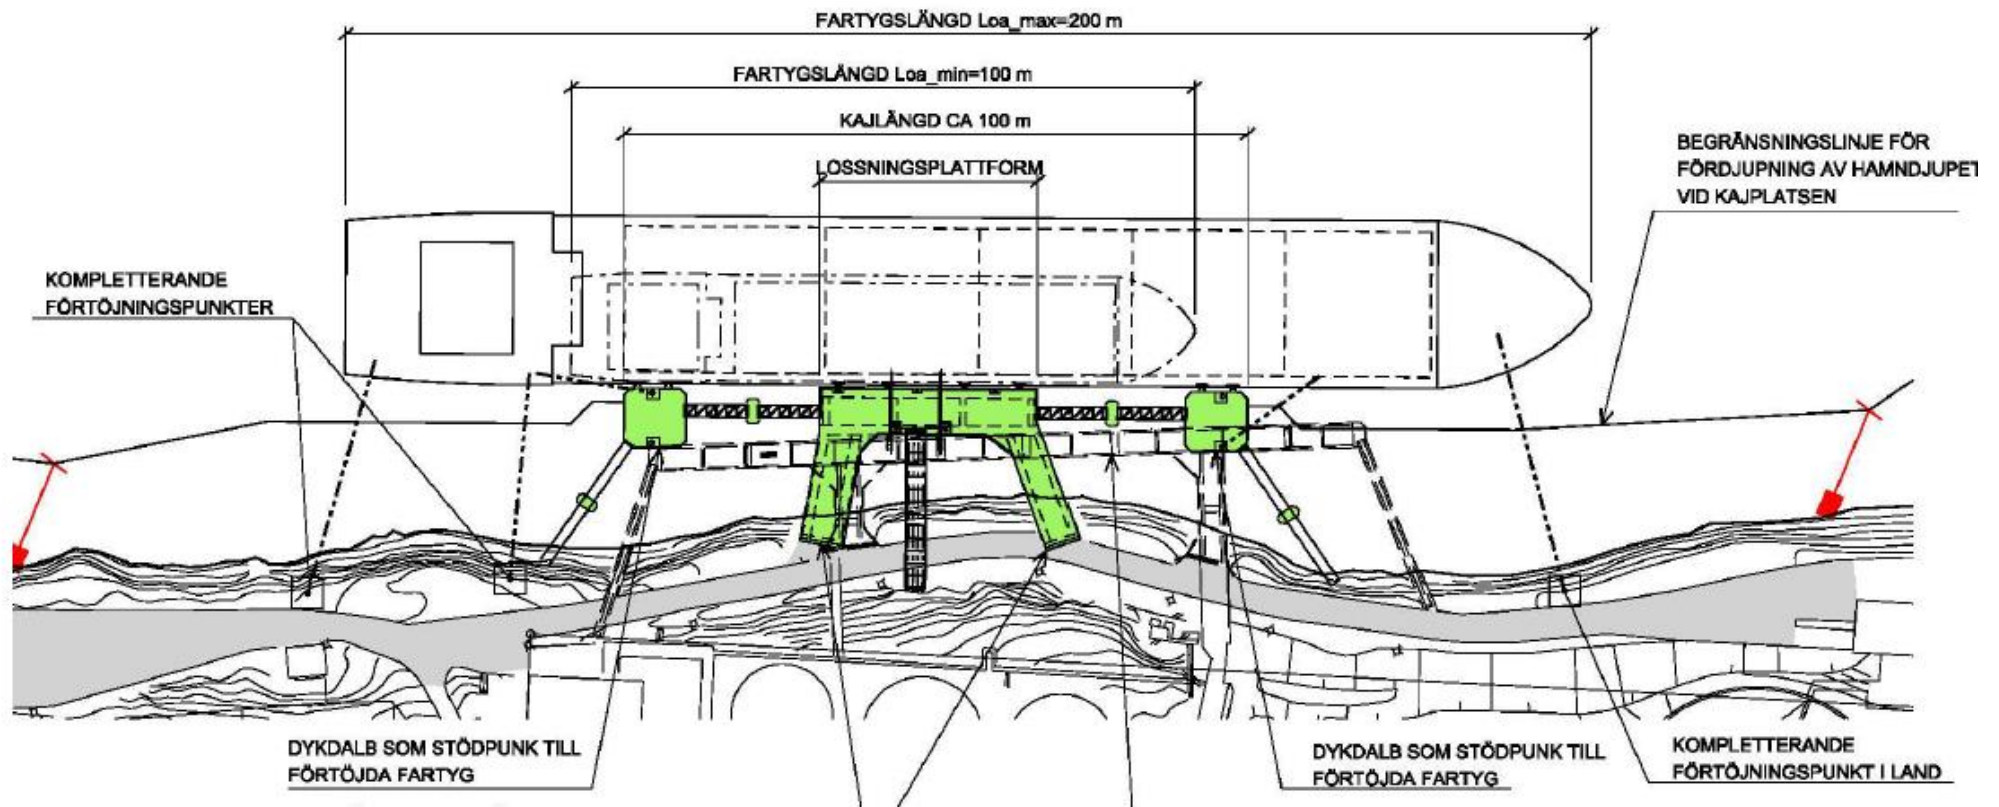 FARTYGSLÄNGD Loa_max=200 m
FARTYGSLÄNGD Loa_min=100 m
KAJLÄNGD CA 100 m
LOSSNINGSPLATTFORM
BEGRÄNSNINGSLINJE FÖR
FÖRDJUPNING AV HAMNDJUPET
VID KAJPLATSEN
KOMPLETTERANDE
FÖRTÖJNINGSPUNKTER
DYKDALB SOM STÖDPUNK TILL
FÖRTÖJDA FARTYG
DYKDALB SOM STÖDPUNK TILL
FÖRTÖJDA FARTYG
KOMPLETTERANDE
FÖRTÖJNINGSPUNKT I LAND